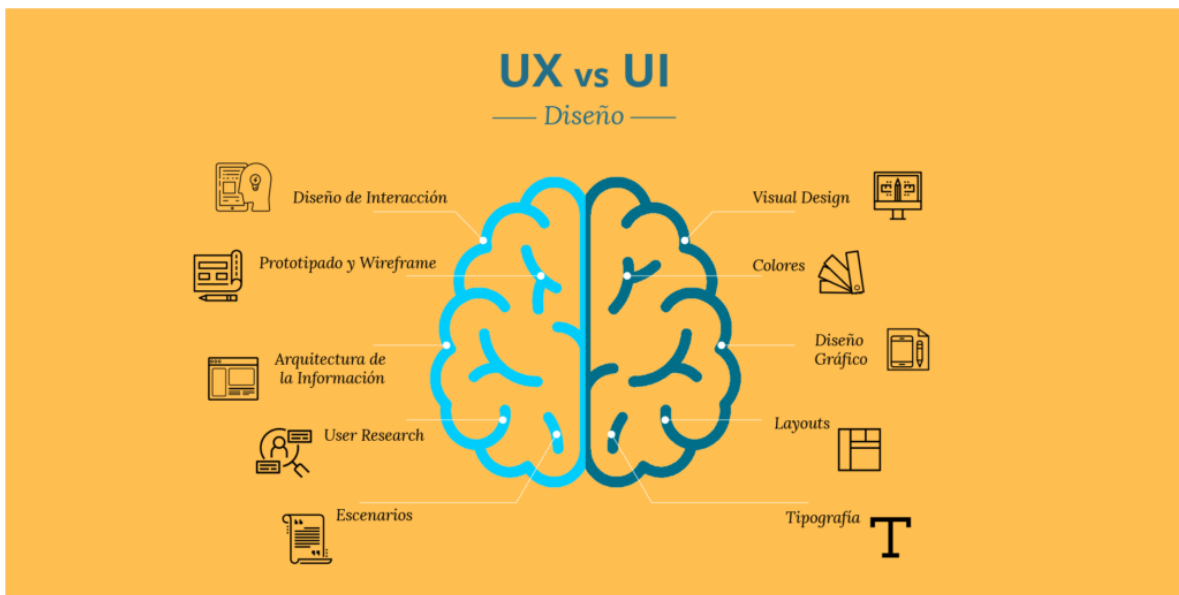 UX vs UI
Diseño
Diseño de Interacción
Prototipado y Wireframe
Arquitectura de
la Información
User Research
Escenarios
Visual Design
Colores
Diseño
Gráfico
Layouts
Tipografía
T